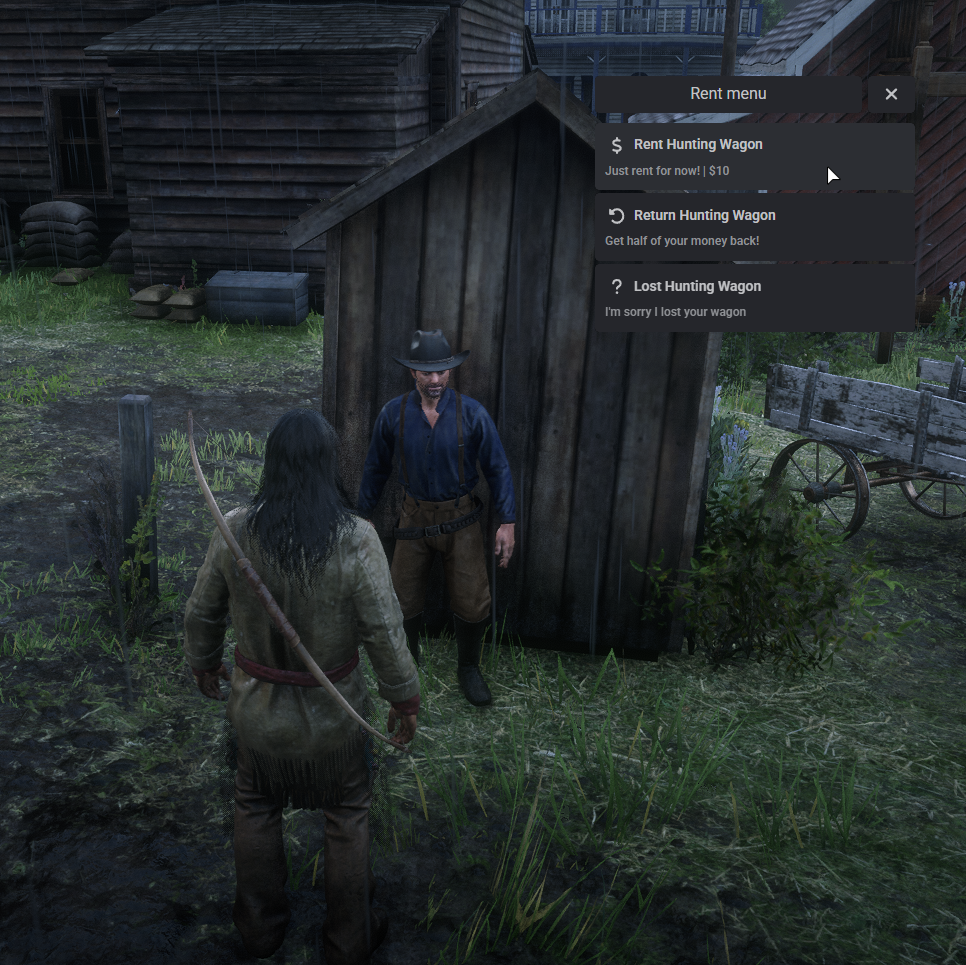 Rent menu
Rent Hunting Wagon
Just rent for now! | $10
Return Hunting Wagon
Get half of your money back!
? Lost Hunting Wagon
I'm sorry I lost your wagon